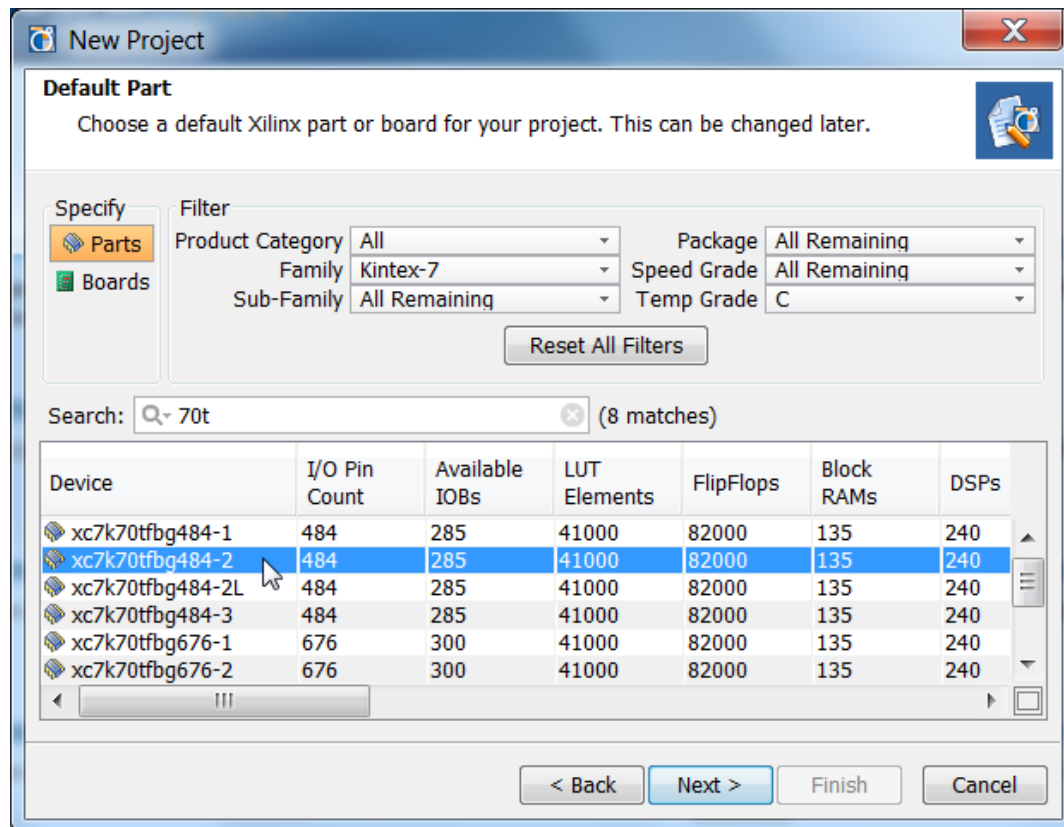 New Project
Default Part
Choose a default Xilinx part or board for your project. This can be changed later.
Specify
Parts
Boards
Filter
Product Category All Package All Remaining
Family Kintex-7 Speed Grade All Remaining
Sub-Family All Remaining Temp Grade C
Reset All Filters
Search: 70t (8 matches)
Device I/O Pin Count Available IOBs LUT Elements FlipFlops Block RAMs DSPs
xc7k70tfbg484-1 484 285 41000 82000 135 240
xc7k70tfbg484-2 484 285 41000 82000 135 240
xc7k70tfbg484-2L 484 285 41000 82000 135 240
xc7k70tfbg484-3 484 285 41000 82000 135 240
xc7k70tfbg676-1 676 300 41000 82000 135 240
xc7k70tfbg676-2 676 300 41000 82000 135 240
< Back Next > Finish Cancel